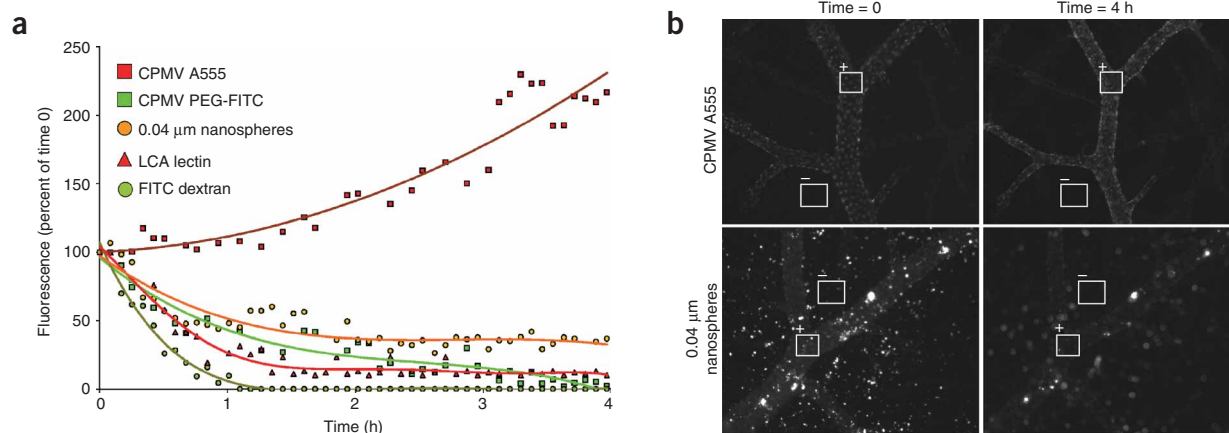 a
250
200
150
100
50
0
Fluorescence (percent of time 0)
CPMV A555
CPMV PEG-FITC
0.04 μm nanospheres
LCA lectin
FITC dextran
0
1
2
3
4
Time (h)
b
Time = 0
Time = 4 h
CPMV A555
+
–
+
–
0.04 μm
nanospheres
–
+
–
+